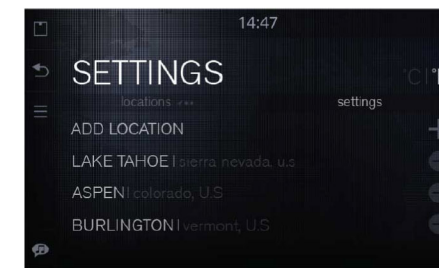 14:47
SETTINGS °C|°F
locations settings
ADD LOCATION
LAKE TAHOE | sierra nevada, u.s
ASPEN | colorado, U.S
BURLINGTON | vermont, U.S